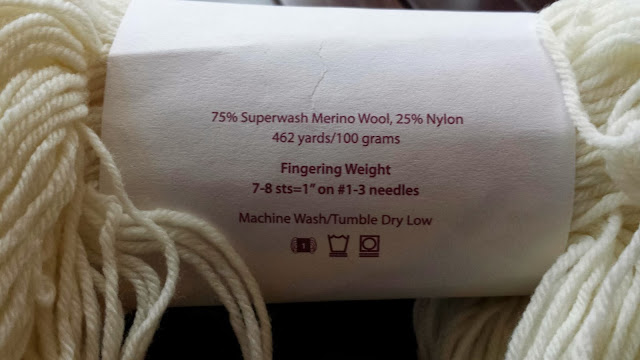 75% Superwash Merino Wool, 25% Nylon
462 yards/100 grams
Fingering Weight
7-8 sts=1" on #1-3 needles
Machine Wash/Tumble Dry Low
1